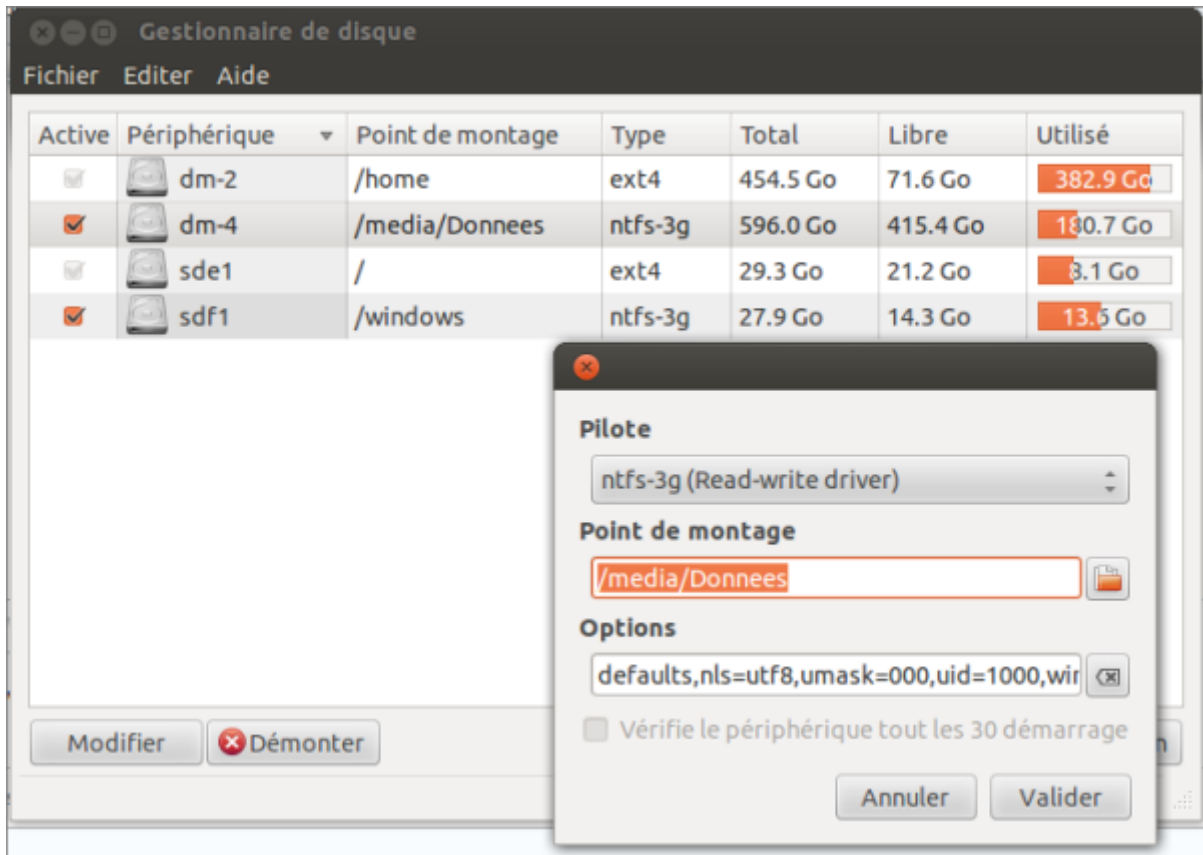 Gestionnaire de disque
Fichier Editer Aide
Active Périphérique Point de montage Type Total Libre Utilisé
dm-2 /home ext4 454.5 Go 71.6 Go 382.9 Go
dm-4 /media/Donnees ntfs-3g 596.0 Go 415.4 Go 180.7 Go
sde1 / ext4 29.3 Go 21.2 Go 8.1 Go
sdf1 /windows ntfs-3g 27.9 Go 14.3 Go 13.6 Go
Pilote
ntfs-3g (Read-write driver)
Point de montage
/media/Donnees
Options
defaults,nls=utf8,umask=000,uid=1000,wir
Vérifie le périphérique tout les 30 démarrage
Modifier Démonter
Annuler Valider